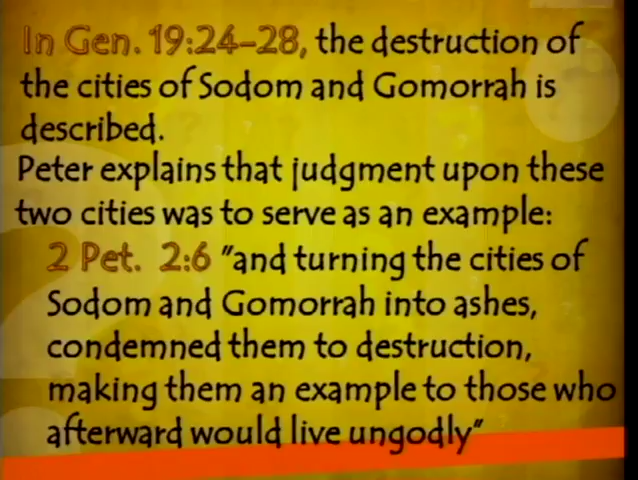 In Gen. 19:24-28, the destruction of
the cities of Sodom and Gomorrah is
described.
Peter explains that judgment upon these
two cities was to serve as an example:
2 Pet. 2:6 "and turning the cities of
Sodom and Gomorrah into ashes,
condemned them to destruction,
making them an example to those who
afterward would live ungodly"